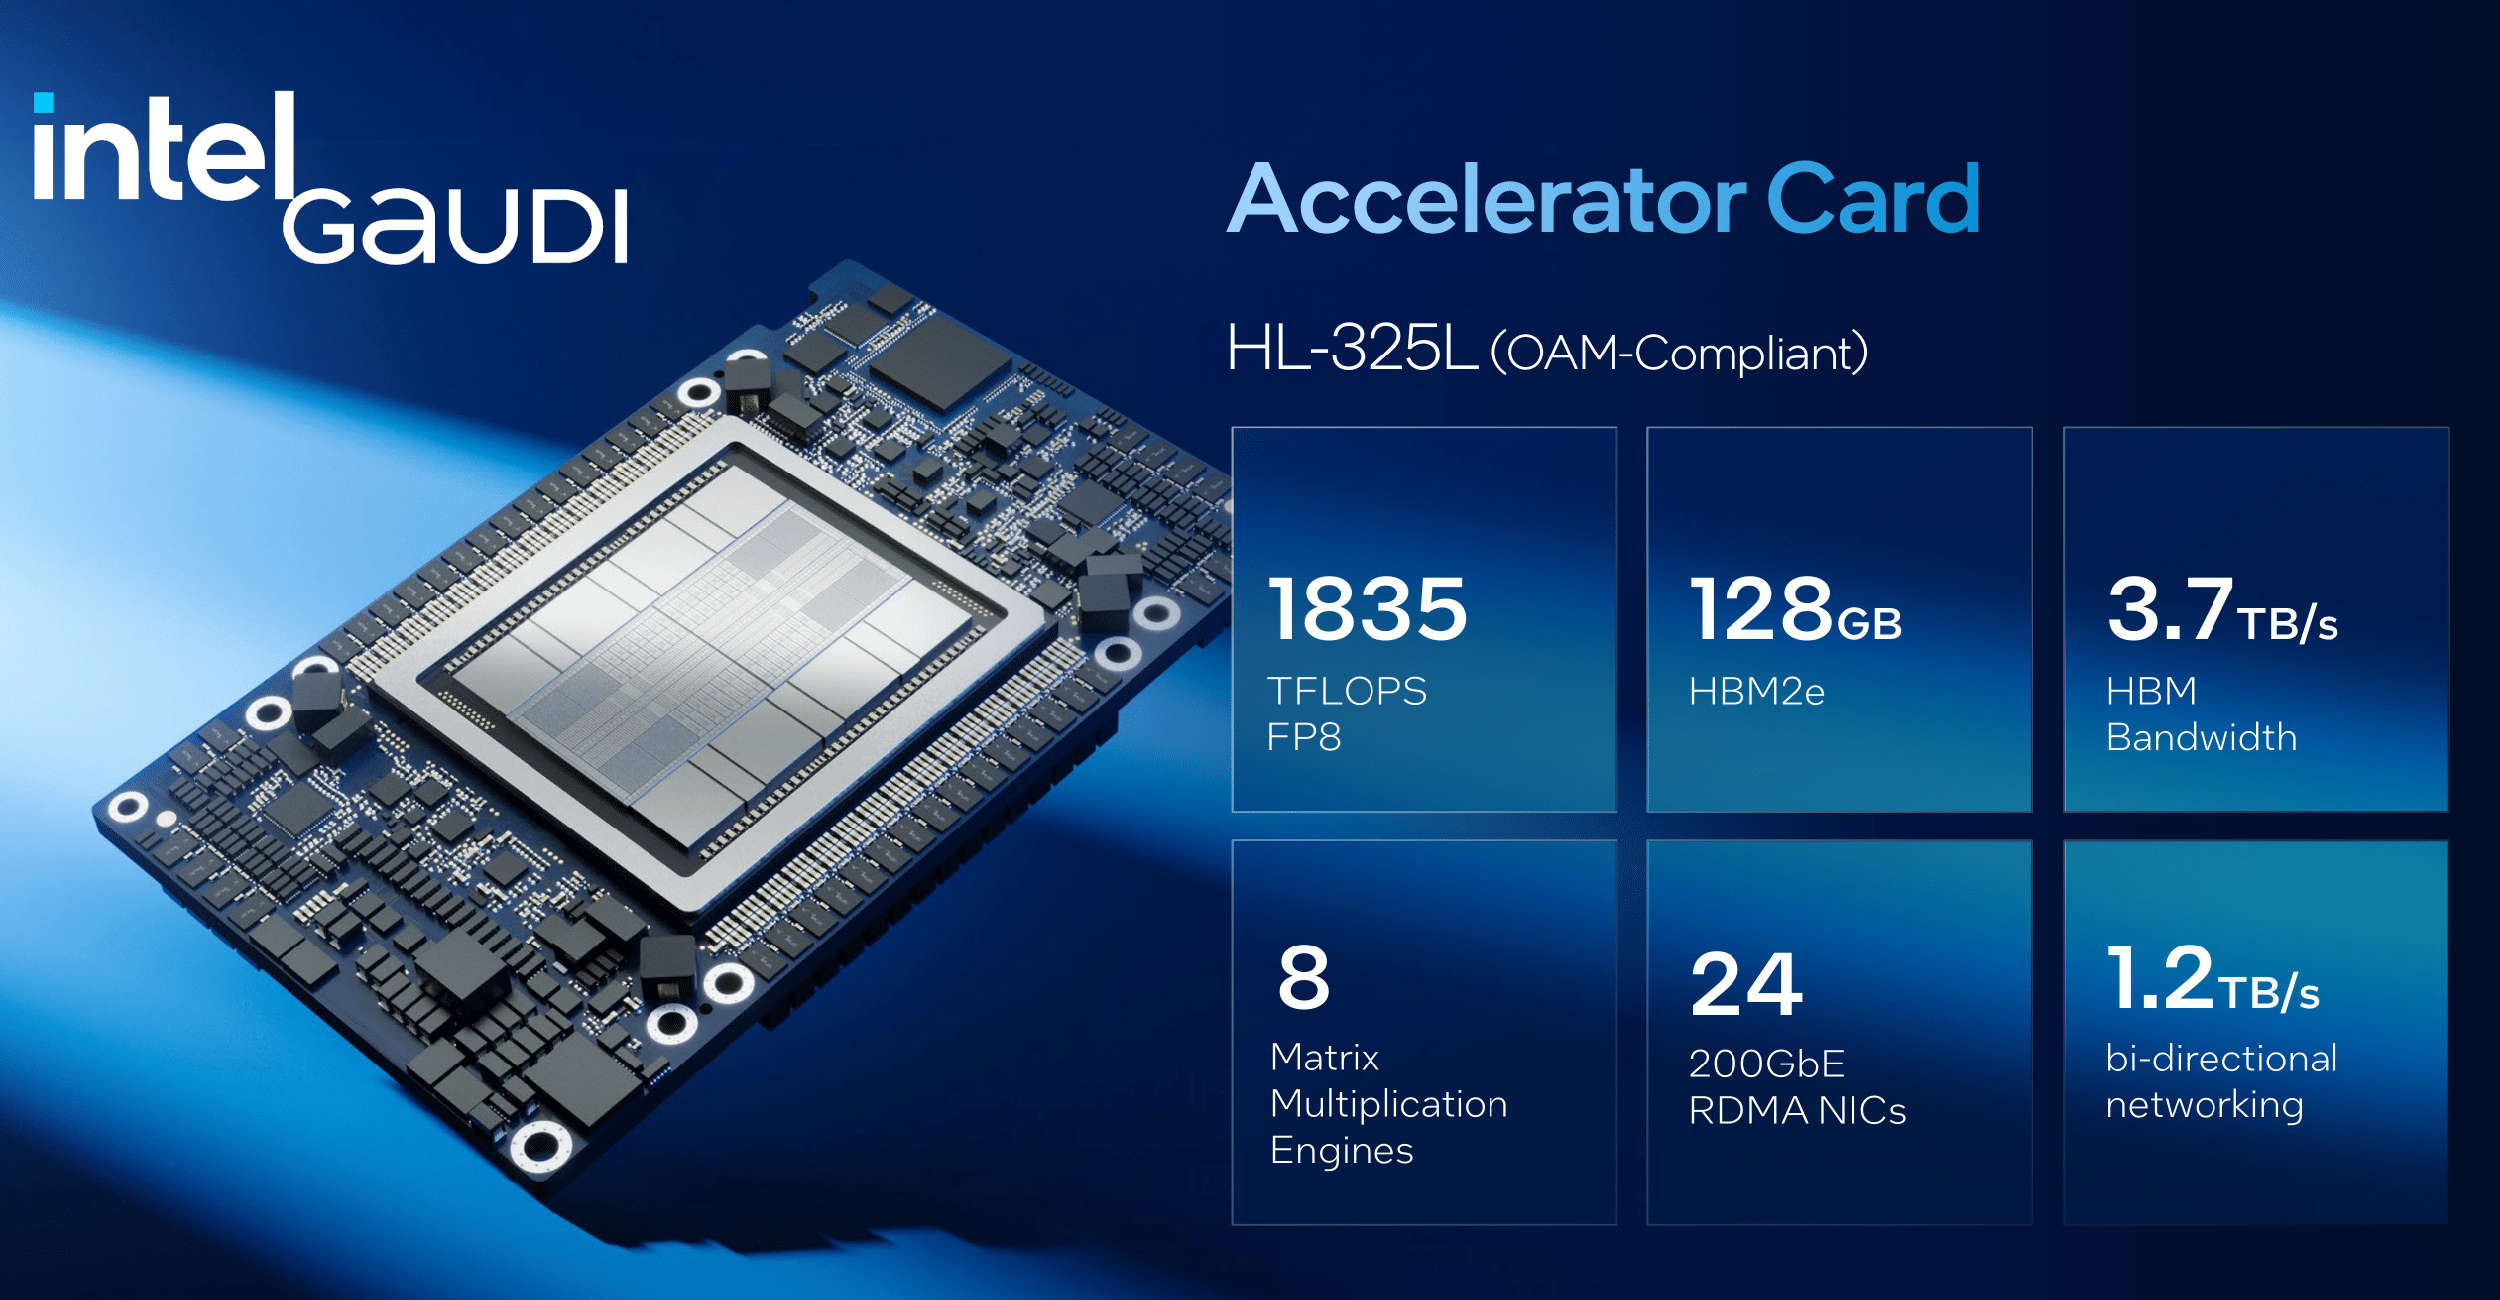 intel
GAUDI
Accelerator Card
HL-325L (OAM-Compliant)
1835
TFLOPS
FP8
128GB
HBM2e
3.7TB/s
HBM
Bandwidth
8
Matrix
Multiplication
Engines
24
200GbE
RDMA NICs
1.2TB/s
bi-directional
networking